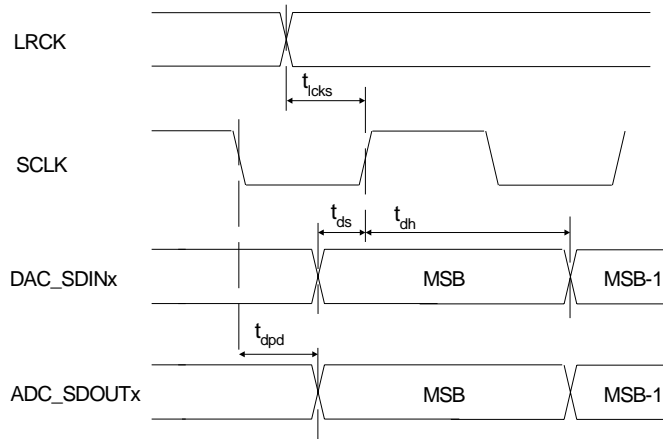 LRCK
t_lcks
SCLK
t_ds t_dh
DAC_SDINx MSB MSB-1
t_dpd
ADC_SDOUTx MSB MSB-1